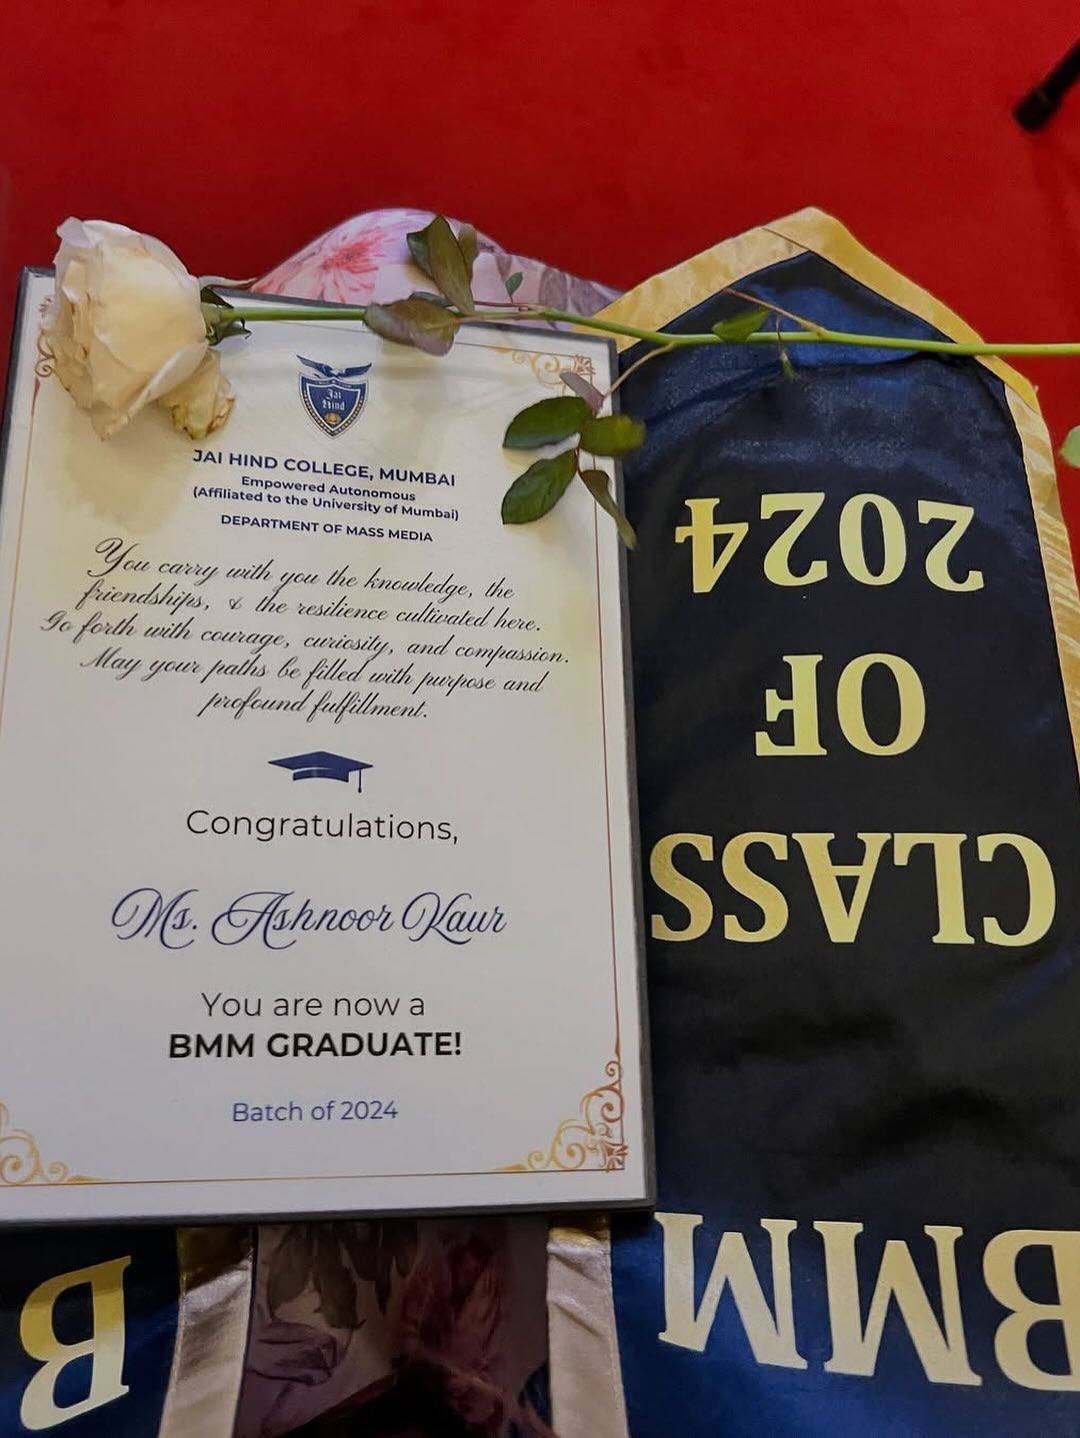 Jai
Hind
JAI HIND COLLEGE, MUMBAI
Empowered Autonomous
(Affiliated to the University of Mumbai)
DEPARTMENT OF MASS MEDIA
You carry with you the knowledge, the
friendships, & the resilience cultivated here.
Go forth with courage, curiosity, and compassion.
May your paths be filled with purpose and
profound fulfillment.
Congratulations,
Ms. Ashnoor Kaur
You are now a
BMM GRADUATE!
Batch of 2024
BMM
CLASS
OF
2024
B